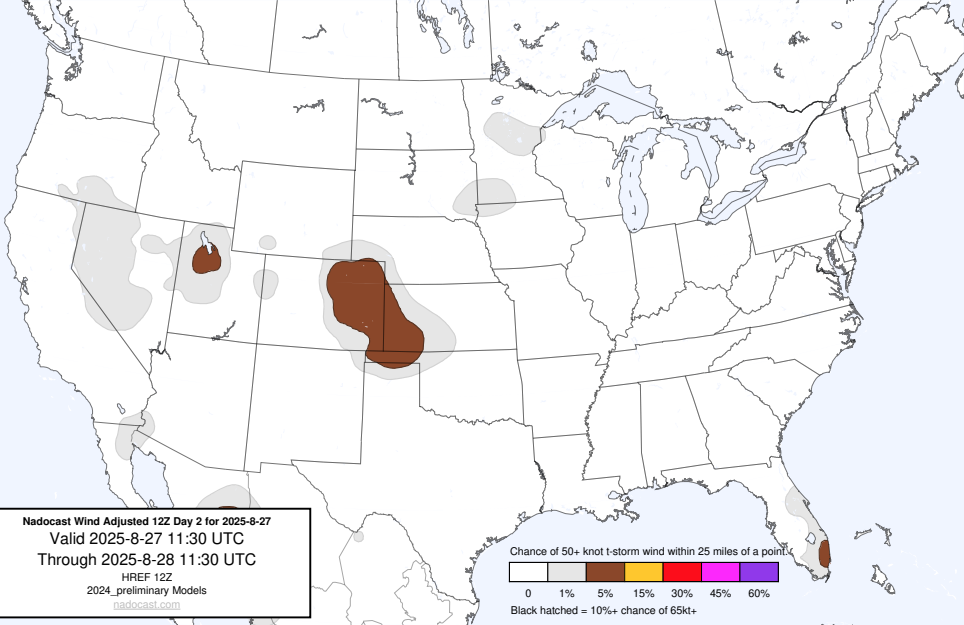 Nadocast Wind Adjusted 12Z Day 2 for 2025-8-27
Valid 2025-8-27 11:30 UTC
Through 2025-8-28 11:30 UTC
HREF 12Z
2024_preliminary Models
nadocast.com
Chance of 50+ knot t-storm wind within 25 miles of a point.
0 1% 5% 15% 30% 45% 60%
Black hatched = 10%+ chance of 65kt+